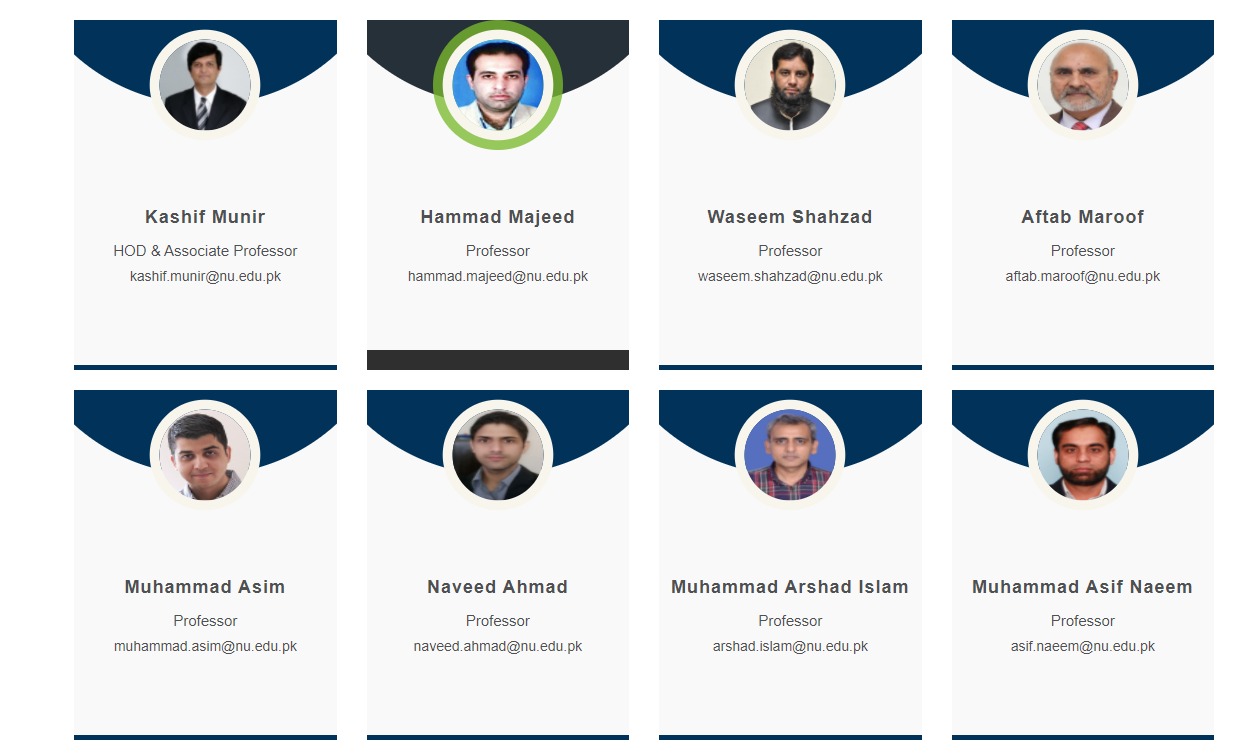 Kashif Munir
HOD & Associate Professor
kashif.munir@nu.edu.pk
Hammad Majeed
Professor
hammad.majeed@nu.edu.pk
Waseem Shahzad
Professor
waseem.shahzad@nu.edu.pk
Aftab Maroof
Professor
aftab.maroof@nu.edu.pk
Muhammad Asim
Professor
muhammad.asim@nu.edu.pk
Naveed Ahmad
Professor
naveed.ahmad@nu.edu.pk
Muhammad Arshad Islam
Professor
arshad.islam@nu.edu.pk
Muhammad Asif Naeem
Professor
asif.naeem@nu.edu.pk